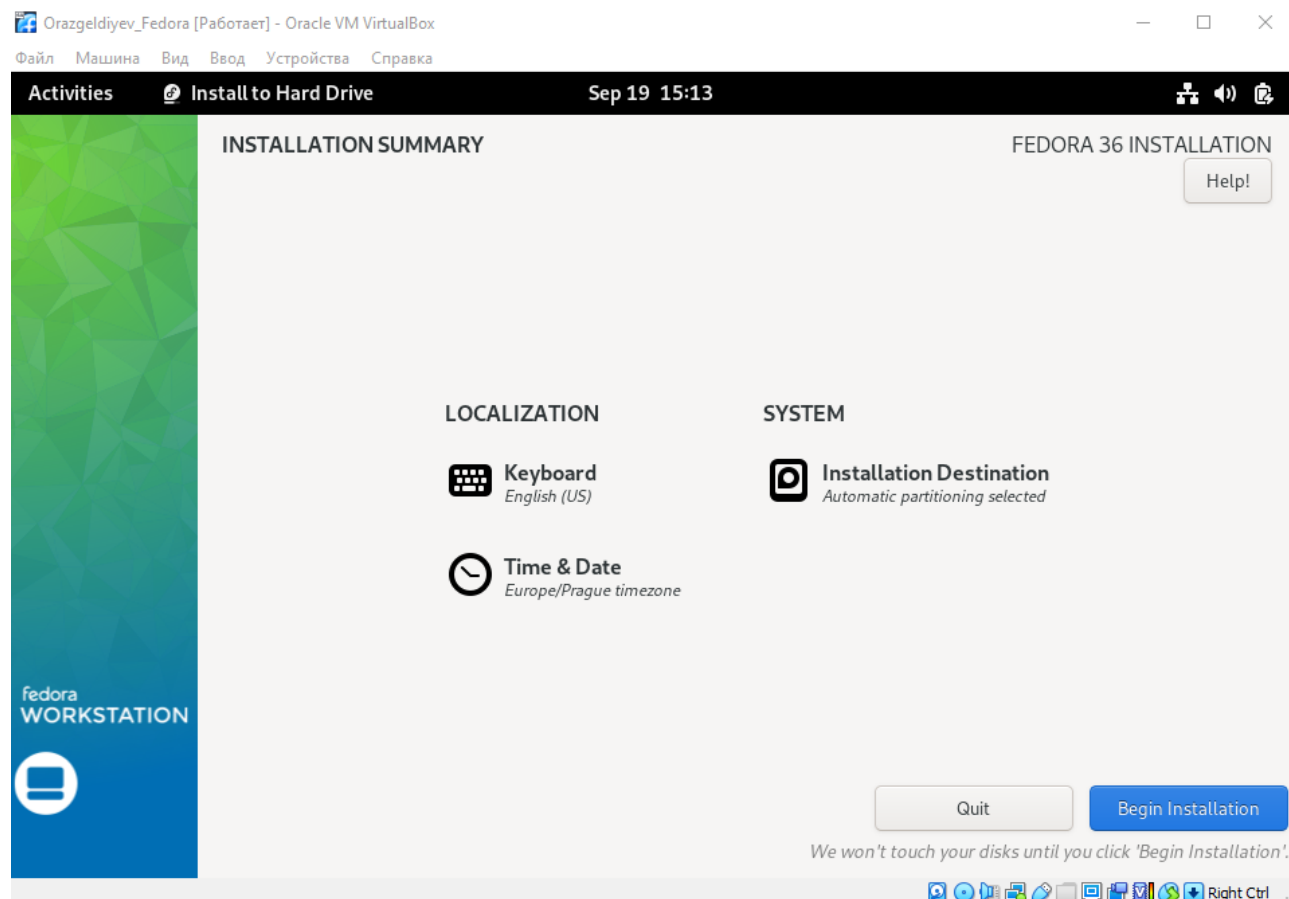 Orazgeldiyev_Fedora [Работает] - Oracle VM VirtualBox
Файл Машина Вид Ввод Устройства Справка
Activities Install to Hard Drive Sep 19 15:13
INSTALLATION SUMMARY FEDORA 36 INSTALLATION
Help!
LOCALIZATION SYSTEM
Keyboard Installation Destination
English (US) Automatic partitioning selected
Time & Date
Europe/Prague timezone
fedora
WORKSTATION
Quit Begin Installation
We won't touch your disks until you click 'Begin Installation'.
Right Ctrl